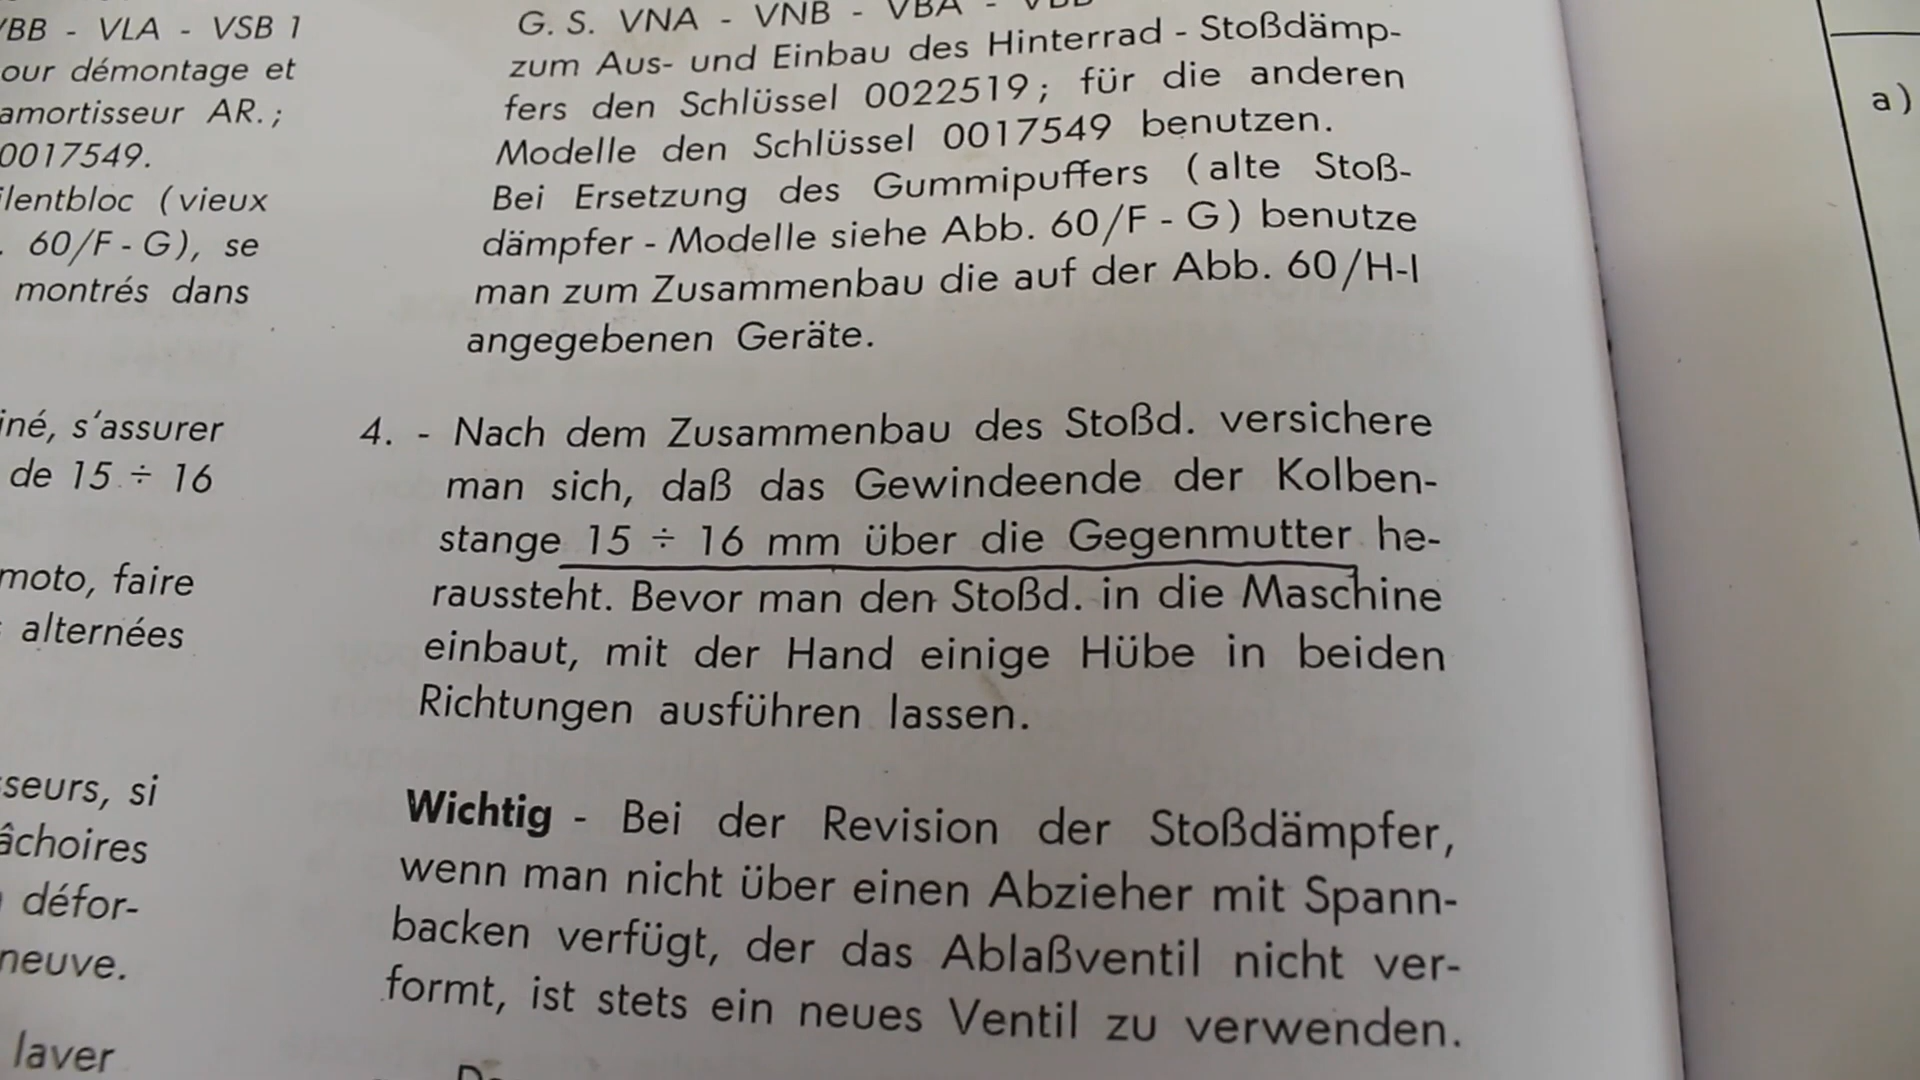 VBB - VLA - VSB 1
our démontage et
amortisseur AR.;
0017549.
ilentbloc (vieux
. 60/F - G), se
montrés dans
iné, s'assurer
de 15 ÷ 16
moto, faire
alternées
seurs, si
âchoires
défor-
neuve.
laver
G. S. VNA - VNB - VBA - VBB
zum Aus- und Einbau des Hinterrad - Stoßdämp-
fers den Schlüssel 0022519; für die anderen
Modelle den Schlüssel 0017549 benutzen.
Bei Ersetzung des Gummipuffers (alte Stoß-
dämpfer - Modelle siehe Abb. 60/F - G) benutze
man zum Zusammenbau die auf der Abb. 60/H-I
angegebenen Geräte.
4. - Nach dem Zusammenbau des Stoßd. versichere
man sich, daß das Gewindeende der Kolben-
stange 15 ÷ 16 mm über die Gegenmutter he-
raussteht. Bevor man den Stoßd. in die Maschine
einbaut, mit der Hand einige Hübe in beiden
Richtungen ausführen lassen.
Wichtig - Bei der Revision der Stoßdämpfer,
wenn man nicht über einen Abzieher mit Spann-
backen verfügt, der das Ablaßventil nicht ver-
formt, ist stets ein neues Ventil zu verwenden.
a)